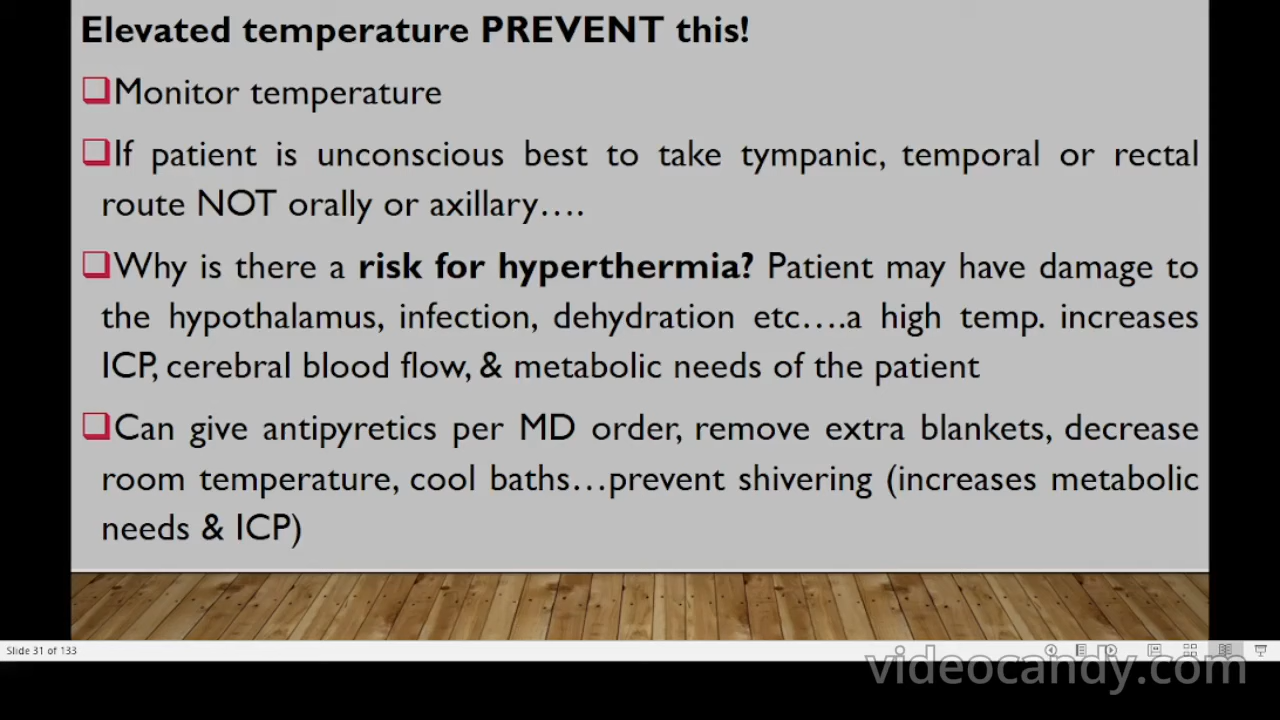 Elevated temperature PREVENT this!
❑Monitor temperature
❑If patient is unconscious best to take tympanic, temporal or rectal
route NOT orally or axillary….
❑Why is there a risk for hyperthermia? Patient may have damage to
the hypothalamus, infection, dehydration etc….a high temp. increases
ICP, cerebral blood flow, & metabolic needs of the patient
❑Can give antipyretics per MD order, remove extra blankets, decrease
room temperature, cool baths…prevent shivering (increases metabolic
needs & ICP)
Slide 31 of 133
videocandy.com